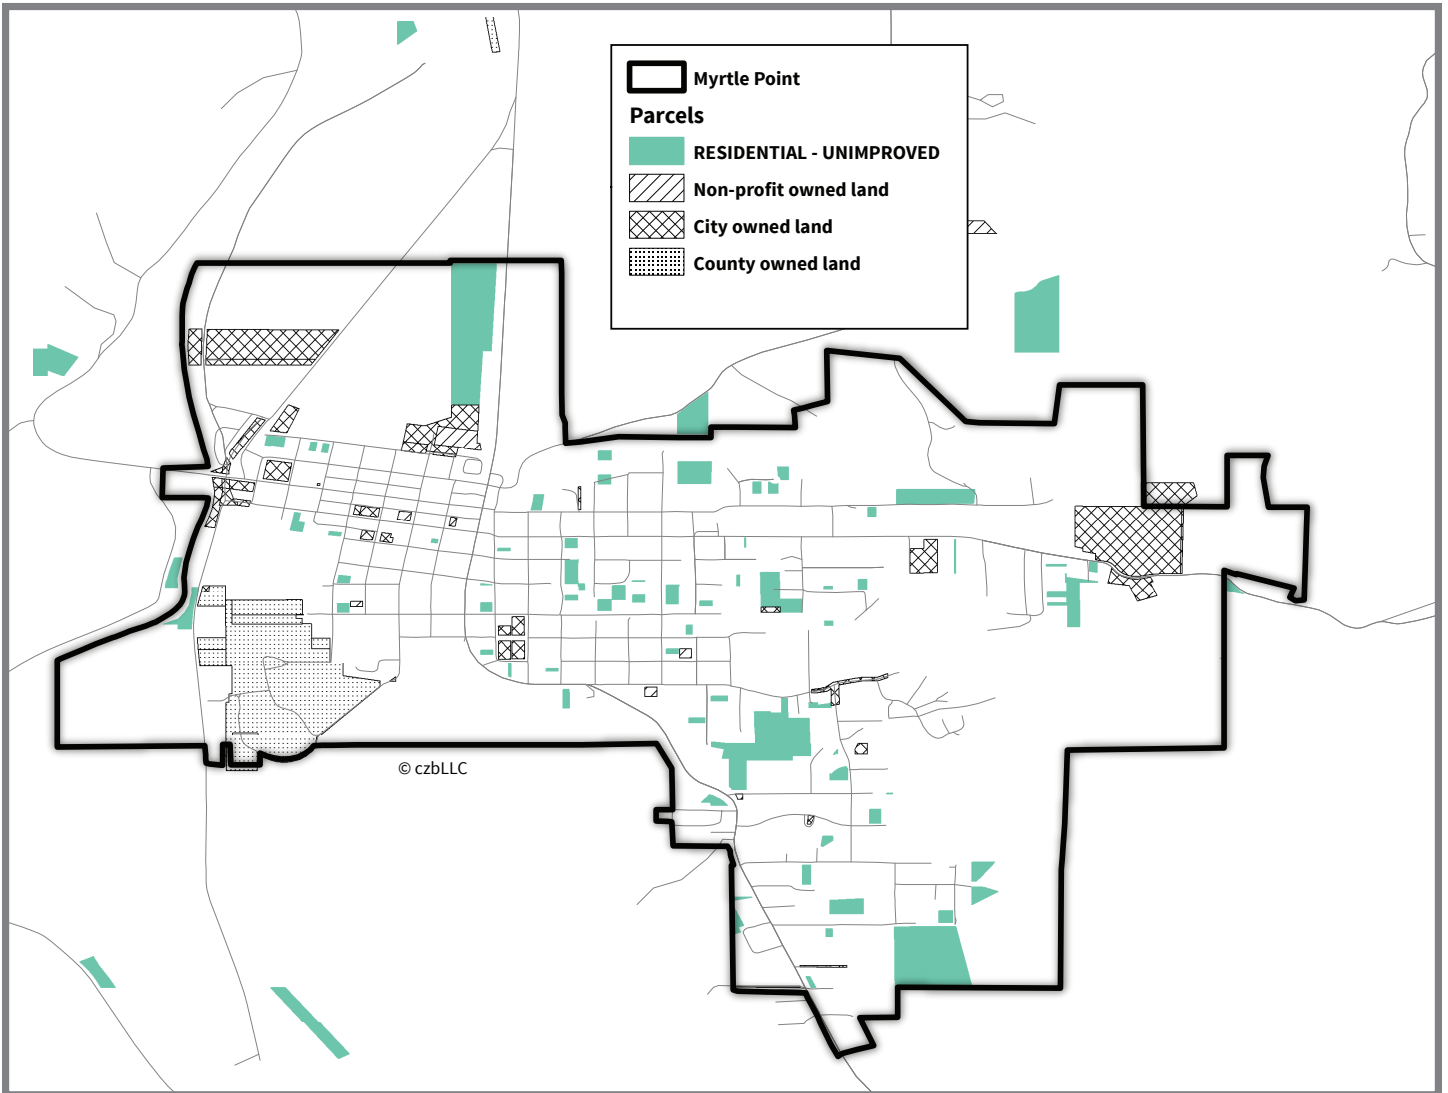 Myrtle Point
Parcels
RESIDENTIAL - UNIMPROVED
Non-profit owned land
City owned land
County owned land
© czbLLC